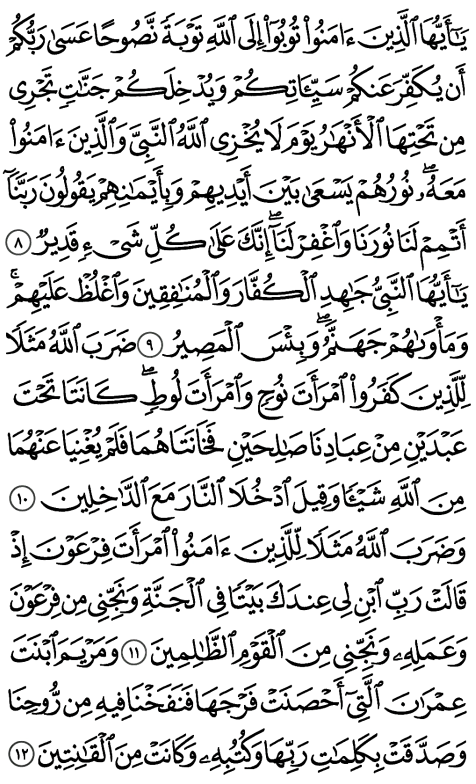 يَٰٓأَيُّهَا ٱلَّذِينَ ءَامَنُوا۟ تُوبُوٓا۟ إِلَى ٱللَّهِ تَوْبَةً نَّصُوحًا عَسَىٰ رَبُّكُمْ
أَن يُكَفِّرَ عَنكُمْ سَيِّـَٔاتِكُمْ وَيُدْخِلَكُمْ جَنَّٰتٍ تَجْرِى
مِن تَحْتِهَا ٱلْأَنْهَٰرُ يَوْمَ لَا يُخْزِى ٱللَّهُ ٱلنَّبِىَّ وَٱلَّذِينَ ءَامَنُوا۟
مَعَهُۥ ۖ نُورُهُمْ يَسْعَىٰ بَيْنَ أَيْدِيهِمْ وَبِأَيْمَٰنِهِمْ يَقُولُونَ رَبَّنَآ
أَتْمِمْ لَنَا نُورَنَا وَٱغْفِرْ لَنَآ ۖ إِنَّكَ عَلَىٰ كُلِّ شَىْءٍ قَدِيرٌ ٨
يَٰٓأَيُّهَا ٱلنَّبِىُّ جَٰهِدِ ٱلْكُفَّارَ وَٱلْمُنَٰفِقِينَ وَٱغْلُظْ عَلَيْهِمْ ۚ
وَمَأْوَىٰهُمْ جَهَنَّمُ ۖ وَبِئْسَ ٱلْمَصِيرُ ٩ ضَرَبَ ٱللَّهُ مَثَلًا
لِّلَّذِينَ كَفَرُوا۟ ٱمْرَأَتَ نُوحٍ وَٱمْرَأَتَ لُوطٍ ۖ كَانَتَا تَحْتَ
عَبْدَيْنِ مِنْ عِبَادِنَا صَٰلِحَيْنِ فَخَانَتَاهُمَا فَلَمْ يُغْنِيَا عَنْهُمَا
مِنَ ٱللَّهِ شَيْـًٔا وَقِيلَ ٱدْخُلَا ٱلنَّارَ مَعَ ٱلدَّٰخِلِينَ ١٠
وَضَرَبَ ٱللَّهُ مَثَلًا لِّلَّذِينَ ءَامَنُوا۟ ٱمْرَأَتَ فِرْعَوْنَ إِذْ
قَالَتْ رَبِّ ٱبْنِ لِى عِندَكَ بَيْتًا فِى ٱلْجَنَّةِ وَنَجِّنِى مِن فِرْعَوْنَ
وَعَمَلِهِۦ وَنَجِّنِى مِنَ ٱلْقَوْمِ ٱلظَّٰلِمِينَ ١١ وَمَرْيَمَ ٱبْنَتَ
عِمْرَٰنَ ٱلَّتِىٓ أَحْصَنَتْ فَرْجَهَا فَنَفَخْنَا فِيهِ مِن رُّوحِنَا
وَصَدَّقَتْ بِكَلِمَٰتِ رَبِّهَا وَكُتُبِهِۦ وَكَانَتْ مِنَ ٱلْقَٰنِتِينَ ١٢